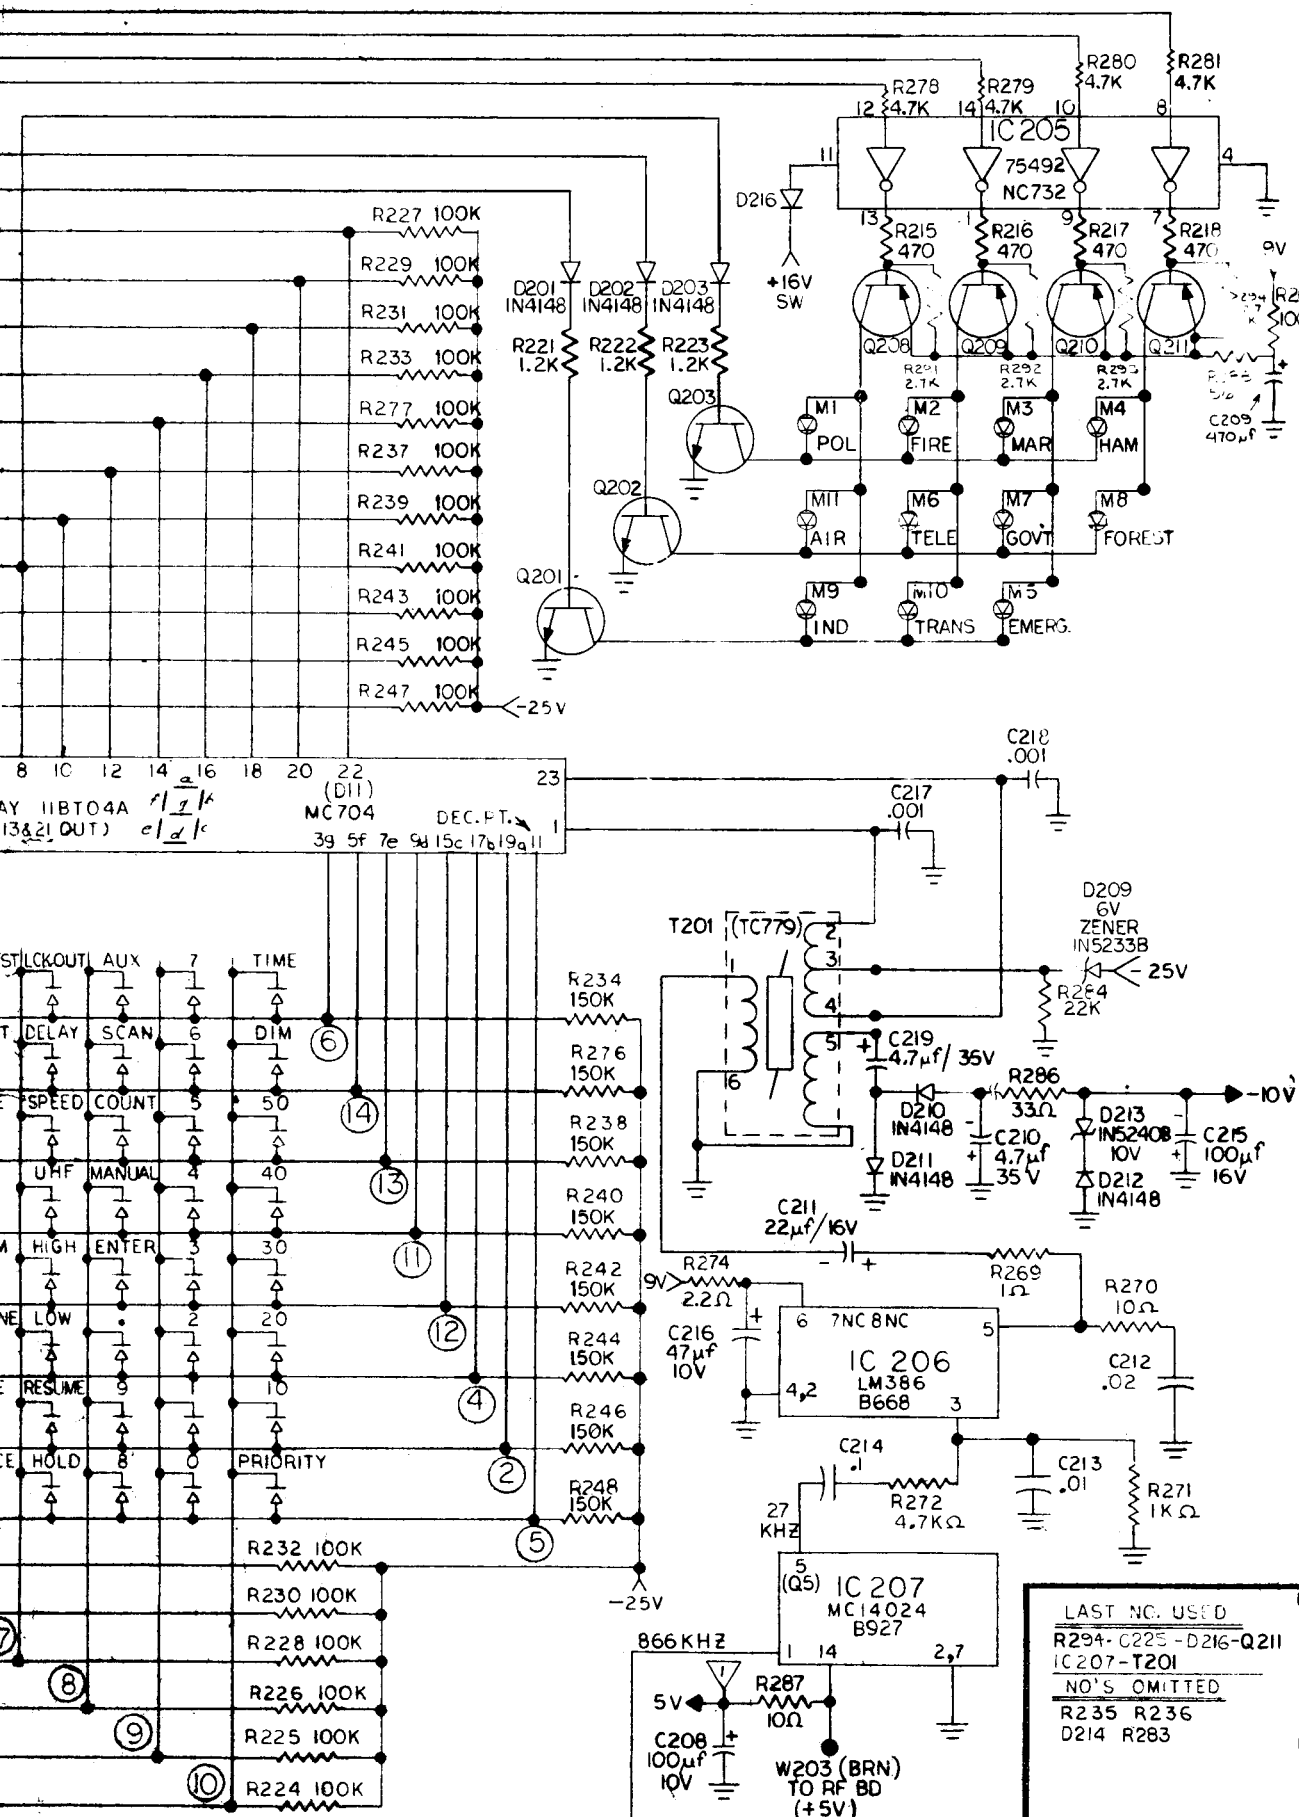 R280
4.7K
R281
4.7K
R278
4.7K
R279
4.7K
12
14
10
8
IC 205
11
75492
NC732
4
D216
+16V
SW
13
1
9
7
R215
470
R216
470
R217
470
R218
470
9V
R227 100K
R229 100K
R231 100K
R233 100K
R277 100K
R237 100K
R239 100K
R241 100K
R243 100K
R245 100K
R247 100K
-25V
D201
IN4148
D202
IN4148
D203
IN4148
R221
1.2K
R222
1.2K
R223
1.2K
Q208
Q209
Q210
Q211
R291
2.7K
R292
2.7K
R293
2.7K
C209
470µf
Q203
Q202
Q201
M1
POL
M2
FIRE
M3
MAR
M4
HAM
M11
AIR
M6
TELE
M7
GOVT
M8
FOREST
M9
IND
M10
TRANS
M5
EMERG.
8 10 12 14 16 18 20 22
(D11)
MC704
23
AY 11BT04A
13&21 OUT)
a
f g b
e d c
DEC. PT.
1
3g 5f 7e 9d 15c 17b 19a 11
C218
.001
C217
.001
D209
6V
ZENER
IN5233B
-25V
R284
22K
T201 (TC779)
1
2
3
4
5
6
C219
4.7µf/35V
D210
IN4148
D211
IN4148
R286
33Ω
C210
4.7µf
35V
D213
IN5240B
10V
D212
IN4148
C215
100µf
16V
-10V
ST LCKOUT AUX 7 TIME
T DELAY SCAN 6 DIM
E SPEED COUNT 5 50
UHF MANUAL 4 40
M HIGH ENTER 3 30
NE LOW . 2 20
E RESUME 9 1 10
CE HOLD 8 0 PRIORITY
6
14
13
11
12
4
2
5
R234
150K
R276
150K
R238
150K
R240
150K
R242
150K
R244
150K
R246
150K
R248
150K
-25V
C211
22µf/16V
R269
1Ω
R270
10Ω
C212
.02
9V
R274
2.2Ω
C216
47µf
10V
6 7NC 8NC
5
IC 206
LM386
B668
4,2
3
C214
.1
R272
4.7KΩ
C213
.01
R271
1KΩ
27
KHZ
5
(Q5)
IC 207
MC14024
B927
1 14 2,7
866KHZ
1
5V
R287
10Ω
C208
100µf
10V
W203 (BRN)
TO RF BD
(+5V)
R232 100K
R230 100K
R228 100K
R226 100K
R225 100K
R224 100K
7
8
9
10
LAST NO. USED
R294-C225-D216-Q211
IC207-T201
NO'S OMITTED
R235 R236
D214 R283